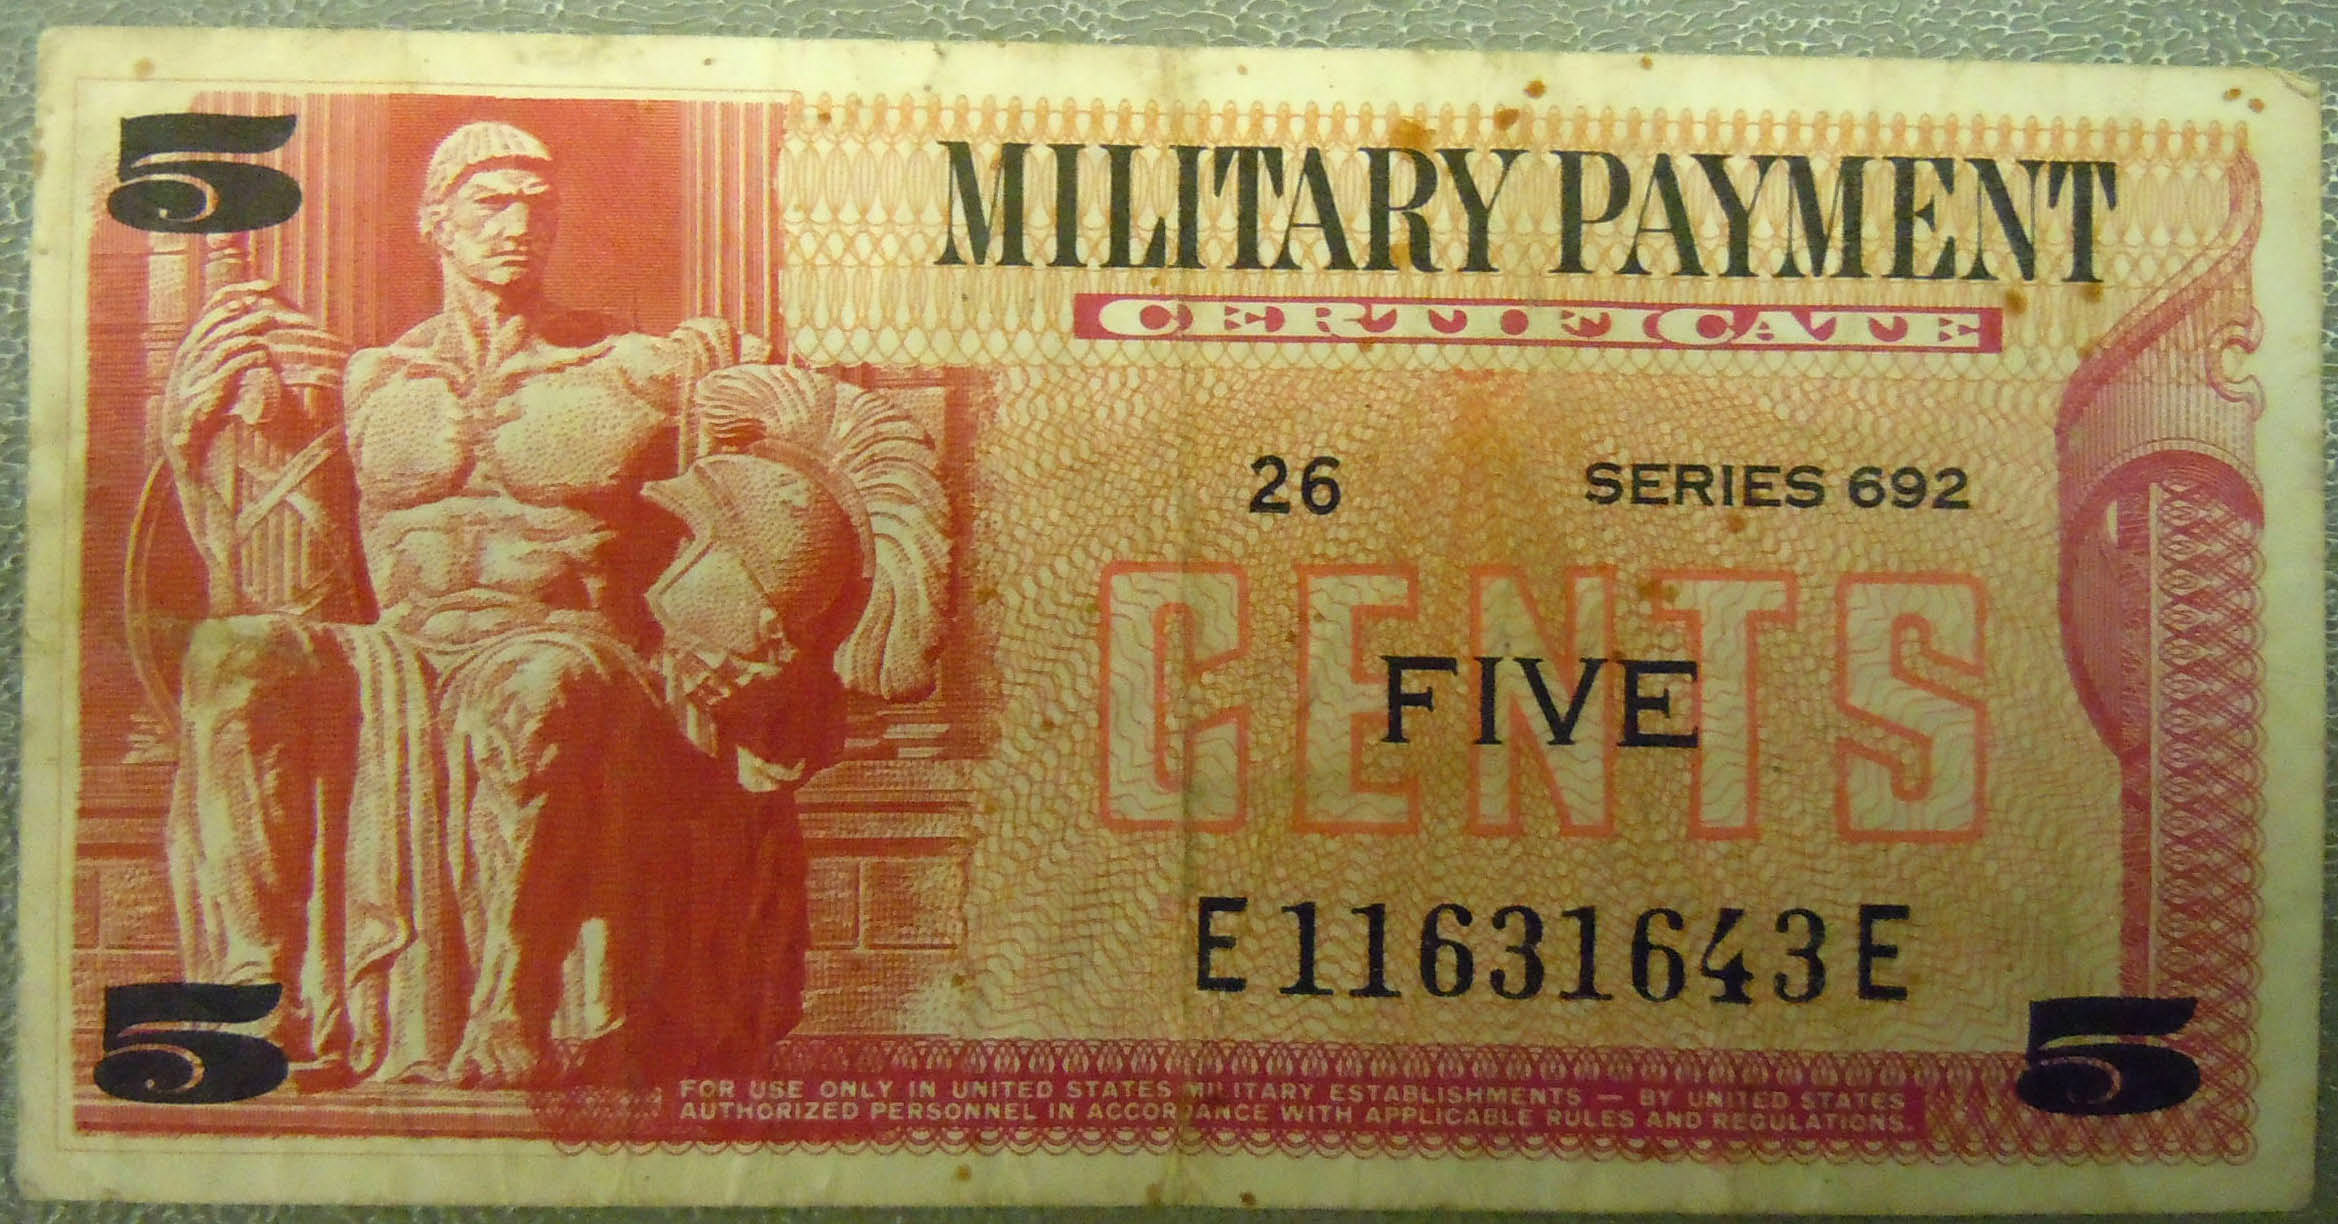 5
MILITARY PAYMENT
CERTIFICATE
26 SERIES 692
CENTS
FIVE
E11631643E
5 5
FOR USE ONLY IN UNITED STATES MILITARY ESTABLISHMENTS — BY UNITED STATES
AUTHORIZED PERSONNEL IN ACCORDANCE WITH APPLICABLE RULES AND REGULATIONS.